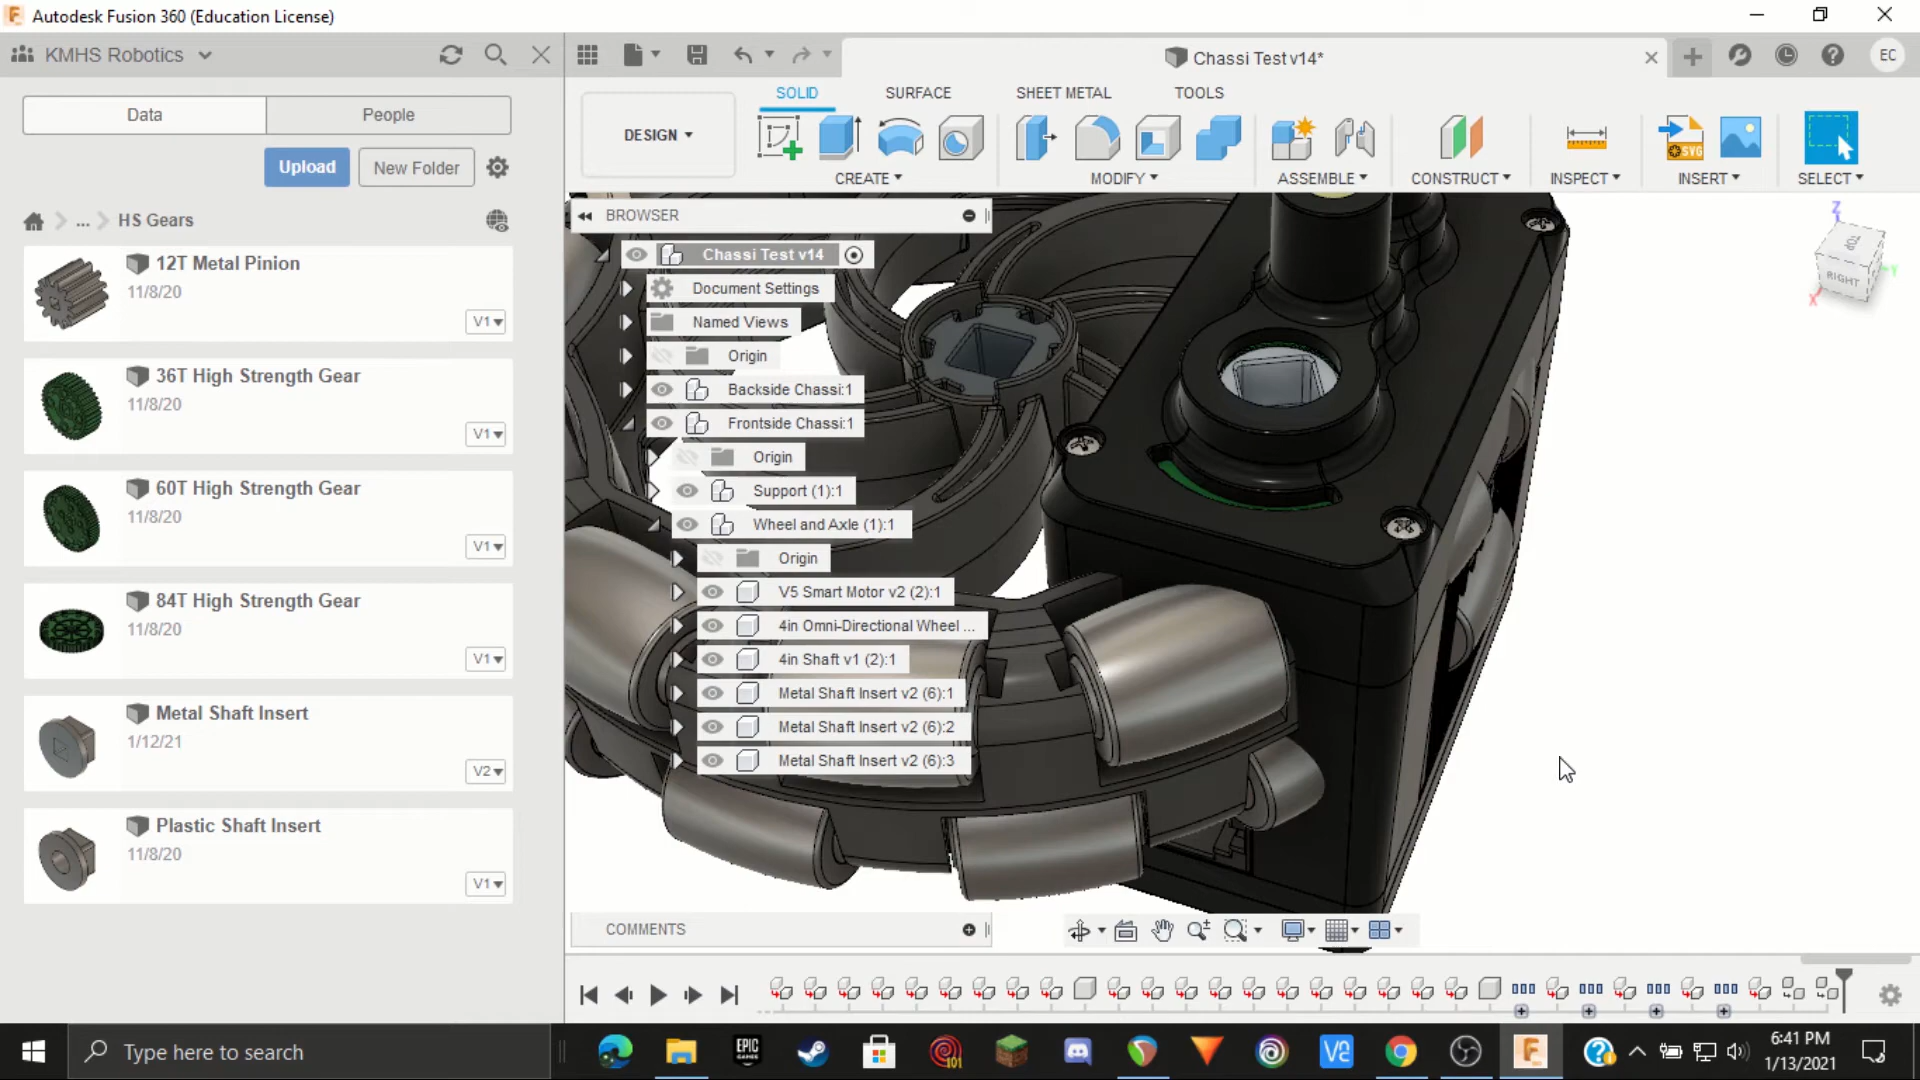 Autodesk Fusion 360 (Education License)
KMHS Robotics
Chassi Test v14*
EC
Data
People
Upload
New Folder
... HS Gears
12T Metal Pinion
11/8/20
V1
36T High Strength Gear
11/8/20
V1
60T High Strength Gear
11/8/20
V1
84T High Strength Gear
11/8/20
V1
Metal Shaft Insert
1/12/21
V2
Plastic Shaft Insert
11/8/20
V1
DESIGN
SOLID
SURFACE
SHEET METAL
TOOLS
CREATE
MODIFY
ASSEMBLE
CONSTRUCT
INSPECT
INSERT
SELECT
SVG
BROWSER
Chassi Test v14
Document Settings
Named Views
Origin
Backside Chassi:1
Frontside Chassi:1
Origin
Support (1):1
Wheel and Axle (1):1
Origin
V5 Smart Motor v2 (2):1
4in Omni-Directional Wheel ...
4in Shaft v1 (2):1
Metal Shaft Insert v2 (6):1
Metal Shaft Insert v2 (6):2
Metal Shaft Insert v2 (6):3
Z
TOP
RIGHT
Y
X
COMMENTS
Type here to search
EPIC
GAMES
101
6:41 PM
1/13/2021